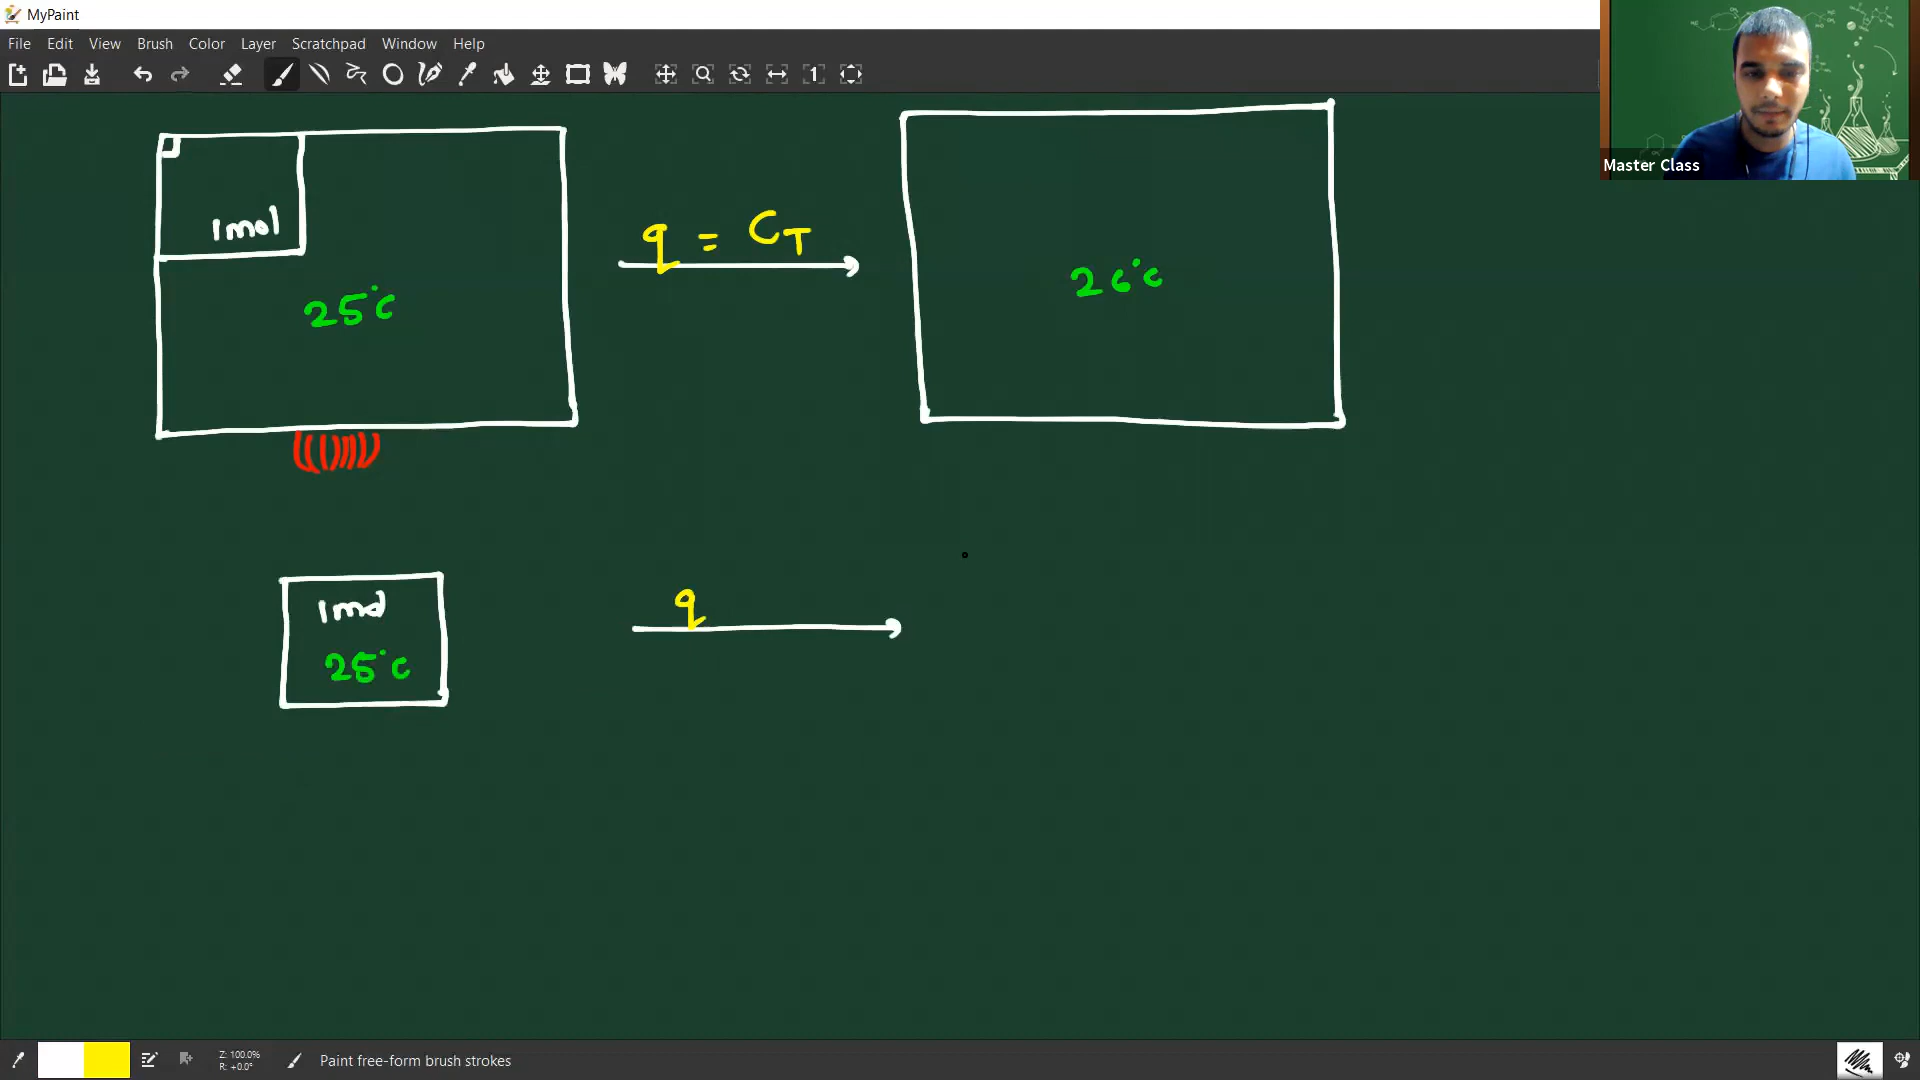 MyPaint
File Edit View Brush Color Layer Scratchpad Window Help
Master Class
1mol
25°C
q = CT
26°C
1mol
25°C
q
Z: 100.0%
R: +0.0°
Paint free-form brush strokes